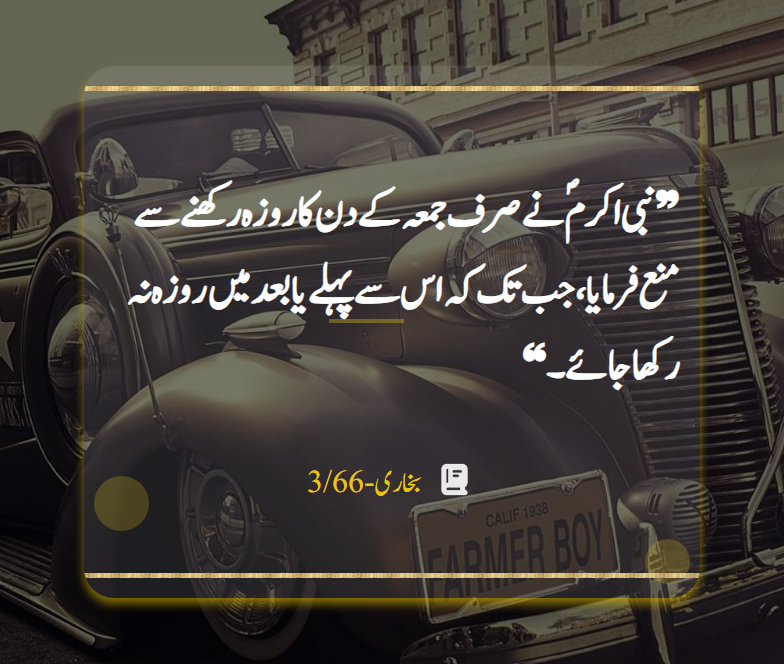 ”نبی اکرمؐ نے صرف جمعہ کے دن کا روزہ رکھنے سے
منع فرمایا، جب تک کہ اس سے پہلے یا بعد میں روزہ نہ
رکھا جائے۔“
بخاری-3/66
CALIF 1938
FARMER BOY